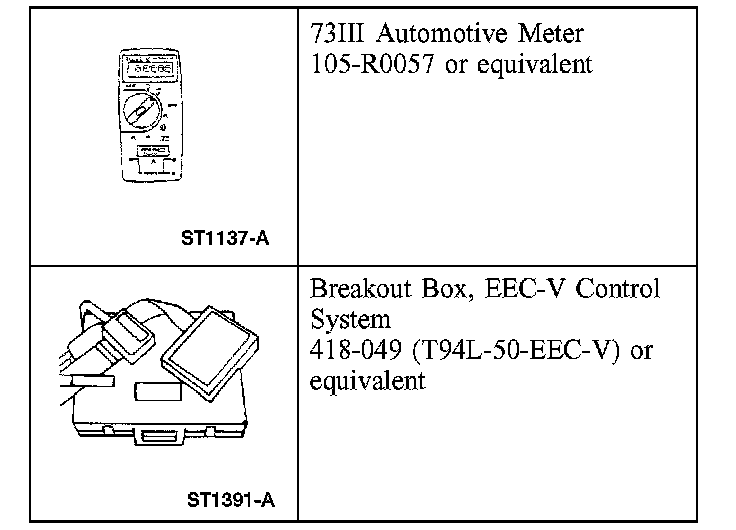 73III Automotive Meter
105-R0057 or equivalent
ST1137-A
Breakout Box, EEC-V Control
System
418-049 (T94L-50-EEC-V) or
equivalent
ST1391-A